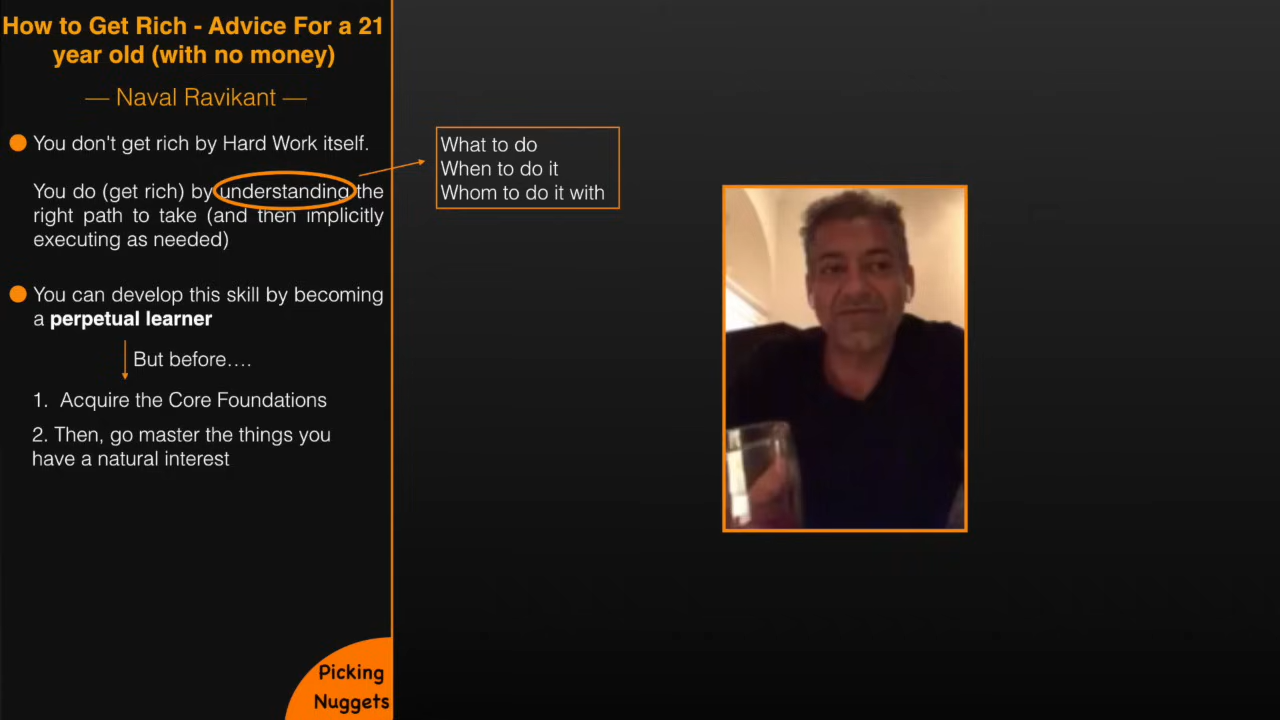 How to Get Rich - Advice For a 21
year old (with no money)
— Naval Ravikant —
You don't get rich by Hard Work itself.
You do (get rich) by understanding the
right path to take (and then implicitly
executing as needed)
What to do
When to do it
Whom to do it with
You can develop this skill by becoming
a perpetual learner
But before....
1. Acquire the Core Foundations
2. Then, go master the things you
have a natural interest
Picking
Nuggets